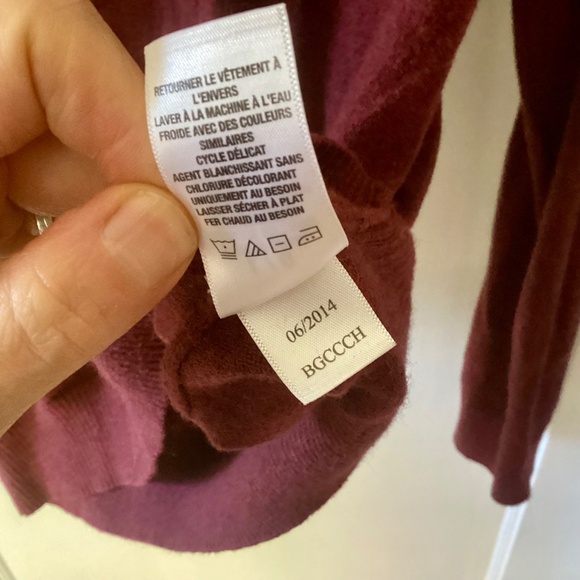 RETOURNER LE VÊTEMENT À
L'ENVERS
LAVER À LA MACHINE À L'EAU
FROIDE AVEC DES COULEURS
SIMILAIRES
CYCLE DÉLICAT
AGENT BLANCHISSANT SANS
CHLORURE DÉCOLORANT
UNIQUEMENT AU BESOIN
LAISSER SÉCHER À PLAT
FER CHAUD AU BESOIN
06/2014
BGCCCH